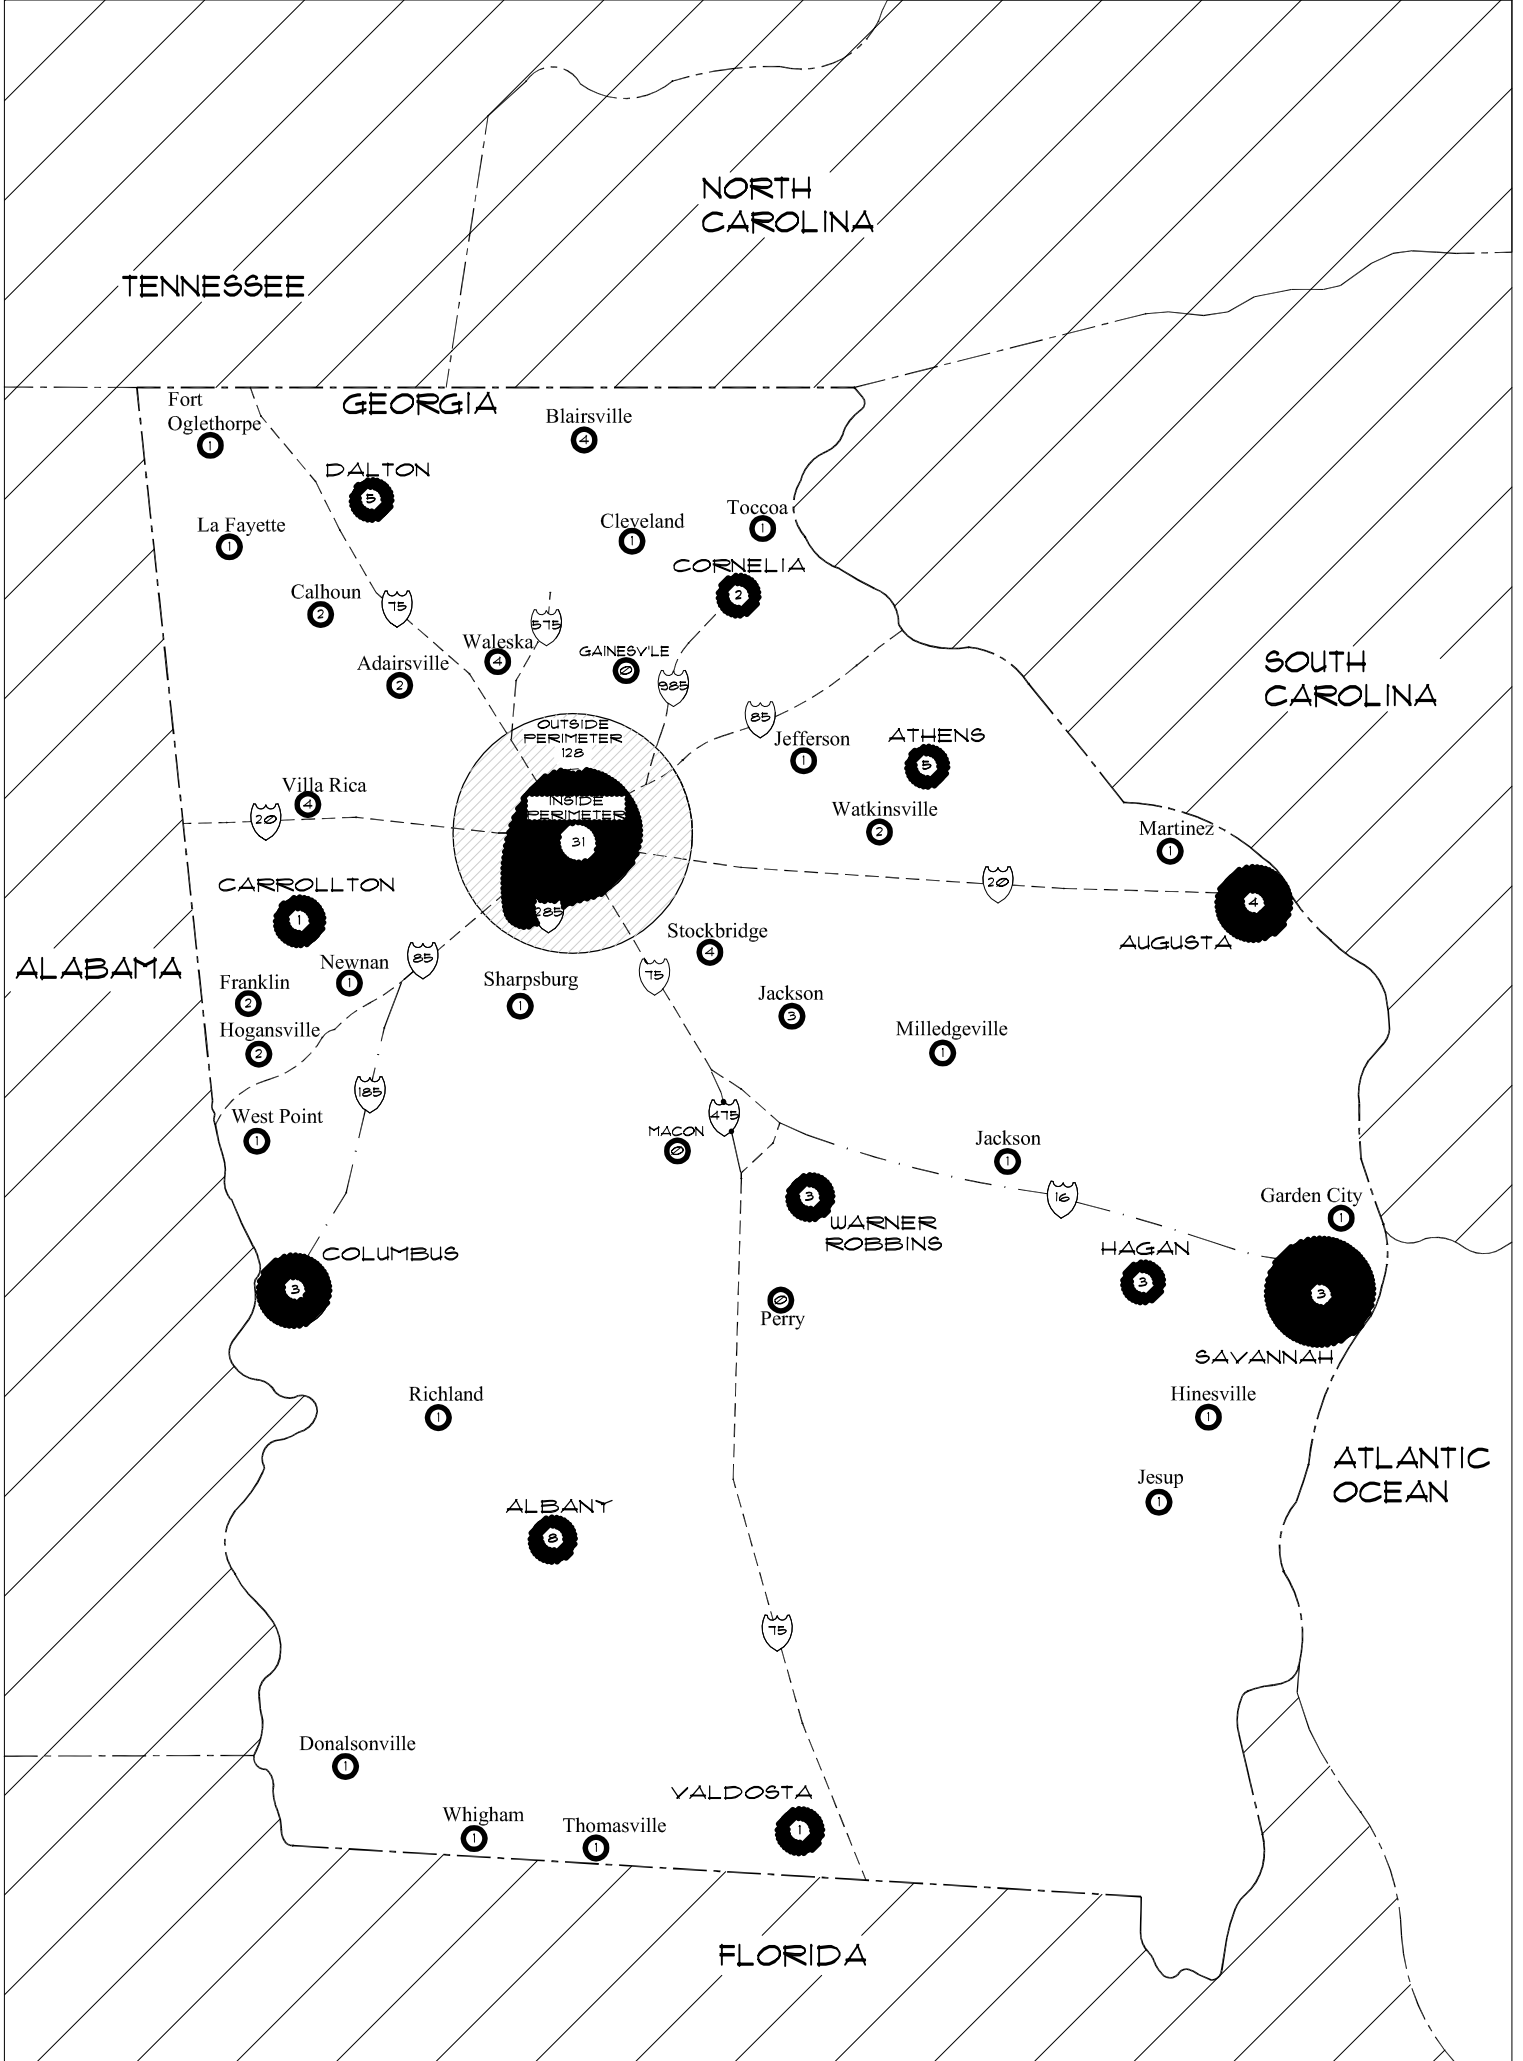 NORTH
CAROLINA
TENNESSEE
GEORGIA
Fort
Oglethorpe
1
Blairsville
4
DALTON
5
La Fayette
1
Cleveland
1
Toccoa
1
CORNELIA
2
Calhoun
2
75
575
Waleska
4
GAINESV'LE
0
Adairsville
2
985
SOUTH
CAROLINA
85
OUTSIDE
PERIMETER
128
Jefferson
1
ATHENS
5
Villa Rica
4
20
INSIDE
PERIMETER
31
Watkinsville
2
Martinez
1
20
CARROLLTON
1
285
4
AUGUSTA
Stockbridge
4
ALABAMA
85
75
Newnan
1
Franklin
2
Sharpsburg
1
Jackson
3
Hogansville
2
Milledgeville
1
185
475
West Point
1
MACON
0
Jackson
1
3
WARNER
ROBBINS
16
Garden City
1
COLUMBUS
3
HAGAN
3
3
SAVANNAH
0
Perry
Richland
1
Hinesville
1
ATLANTIC
OCEAN
Jesup
1
ALBANY
8
75
Donalsonville
1
VALDOSTA
1
Whigham
1
Thomasville
1
FLORIDA